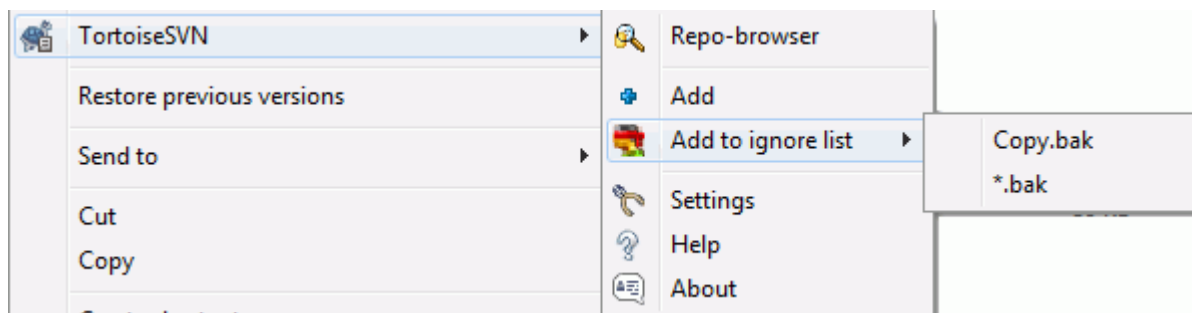 TortoiseSVN
Restore previous versions
Send to
Cut
Copy
Repo-browser
Add
Add to ignore list
Settings
Help
About
Copy.bak
*.bak